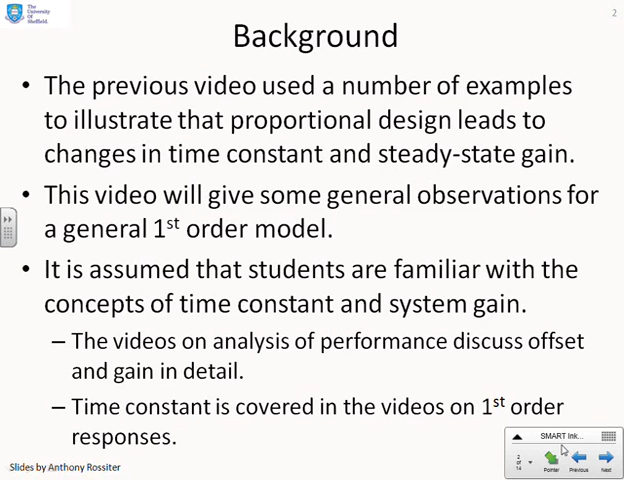 The
University
Of
Sheffield.
2
Background
• The previous video used a number of examples
to illustrate that proportional design leads to
changes in time constant and steady-state gain.
• This video will give some general observations for
a general 1st order model.
• It is assumed that students are familiar with the
concepts of time constant and system gain.
– The videos on analysis of performance discuss offset
and gain in detail.
– Time constant is covered in the videos on 1st order
responses.
SMART Ink...
2
of
14
Pointer
Previous
Next
Slides by Anthony Rossiter